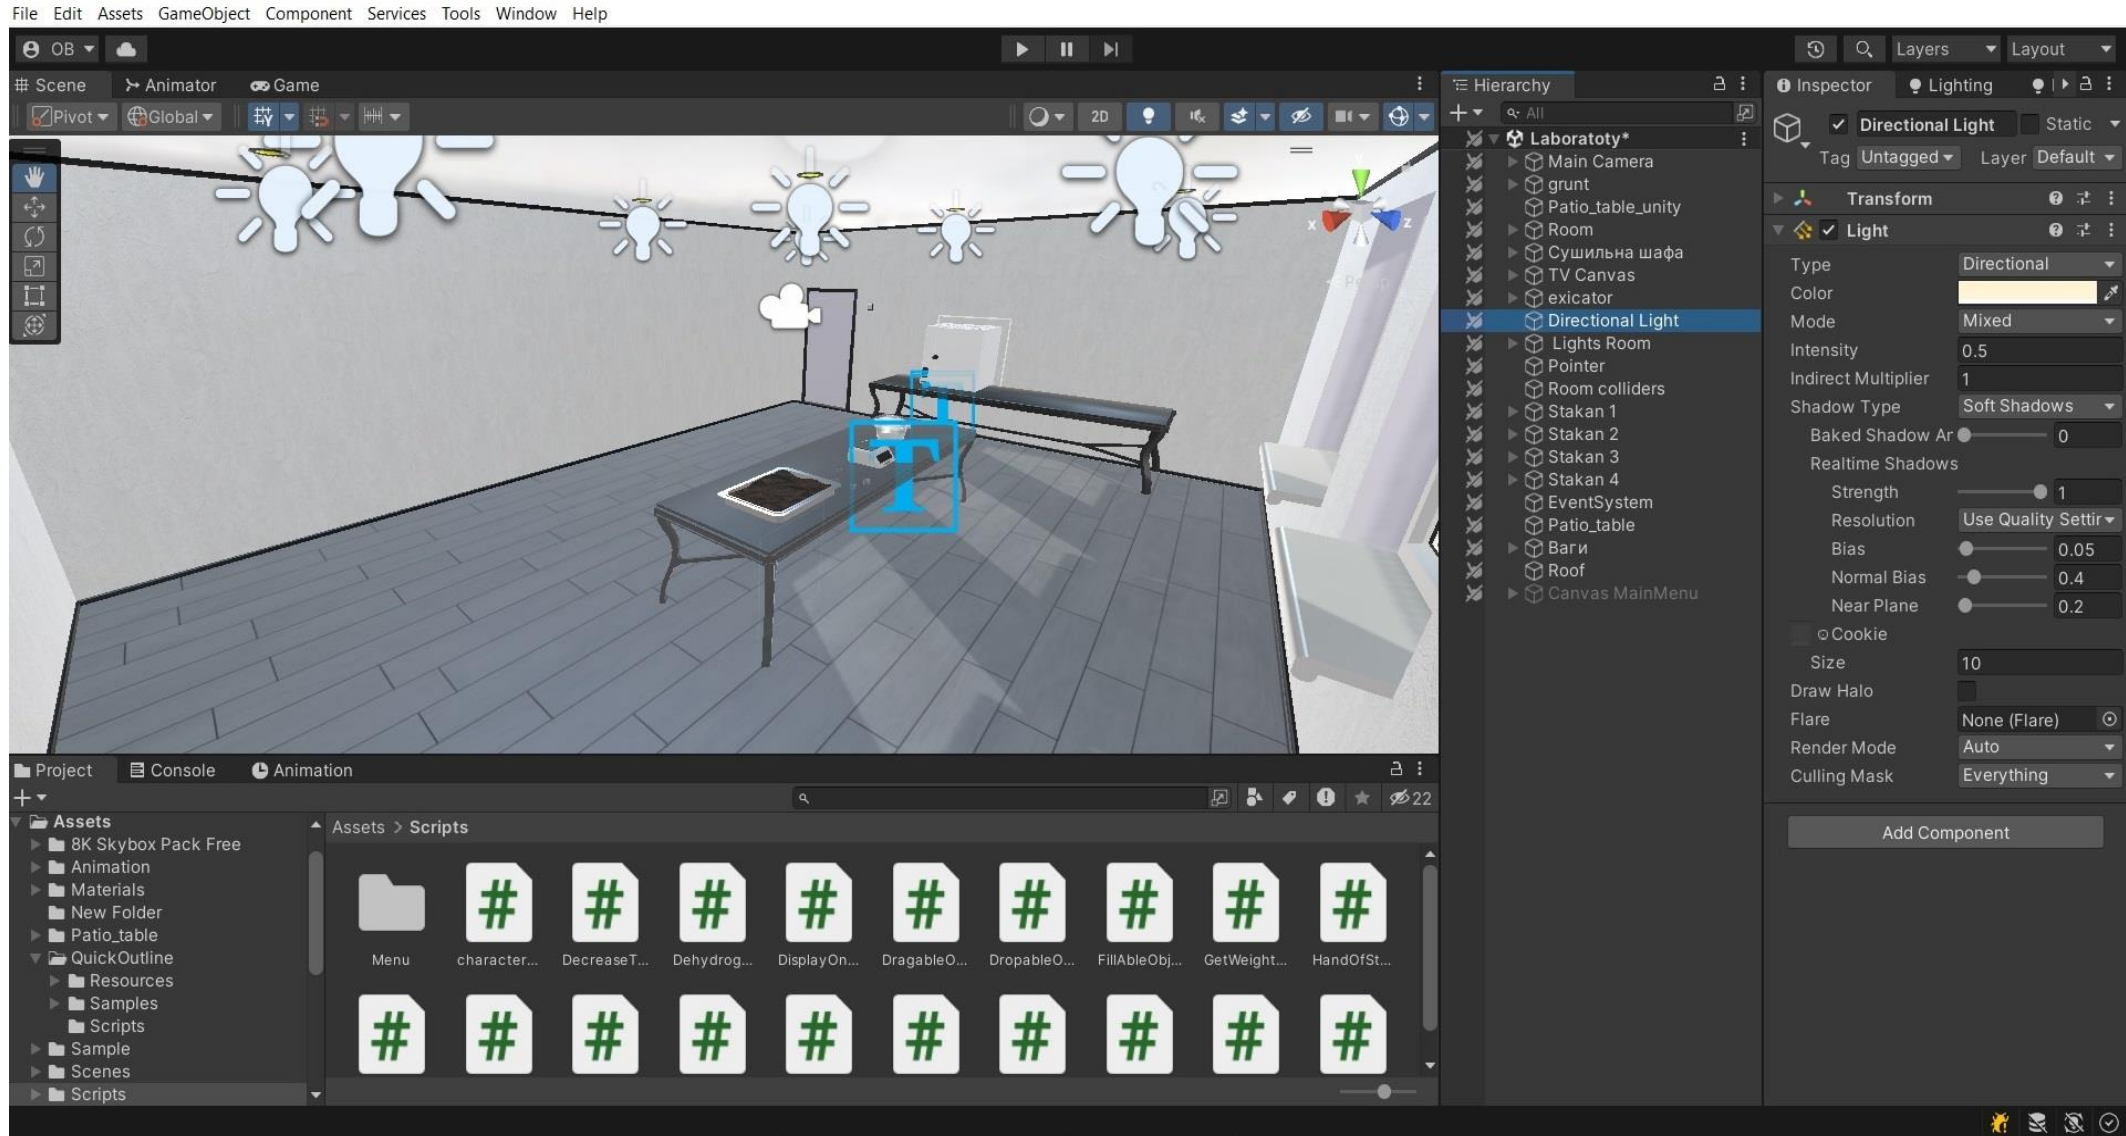 File Edit Assets GameObject Component Services Tools Window Help
OB
Layers Layout
Scene Animator Game
Pivot Global 2D
x y z
T
T
Hierarchy
All
Laboratoty*
Main Camera
grunt
Patio_table_unity
Room
Сушильна шафа
TV Canvas
exicator
Directional Light
Lights Room
Pointer
Room colliders
Stakan 1
Stakan 2
Stakan 3
Stakan 4
EventSystem
Patio_table
Ваги
Roof
Canvas MainMenu
Inspector Lighting
Directional Light Static
Tag Untagged Layer Default
Transform
Light
Type Directional
Color
Mode Mixed
Intensity 0.5
Indirect Multiplier 1
Shadow Type Soft Shadows
Baked Shadow Ar 0
Realtime Shadows
Strength 1
Resolution Use Quality Settir
Bias 0.05
Normal Bias 0.4
Near Plane 0.2
Cookie
Size 10
Draw Halo
Flare None (Flare)
Render Mode Auto
Culling Mask Everything
Add Component
Project Console Animation
22
Assets
8K Skybox Pack Free
Animation
Materials
New Folder
Patio_table
QuickOutline
Resources
Samples
Scripts
Sample
Scenes
Scripts
Assets > Scripts
# # # # # # # # #
Menu character... DecreaseT... Dehydrog... DisplayOn... DragableO... DropableO... FillAbleObj... GetWeight... HandOfSt...
# # # # # # # # # #